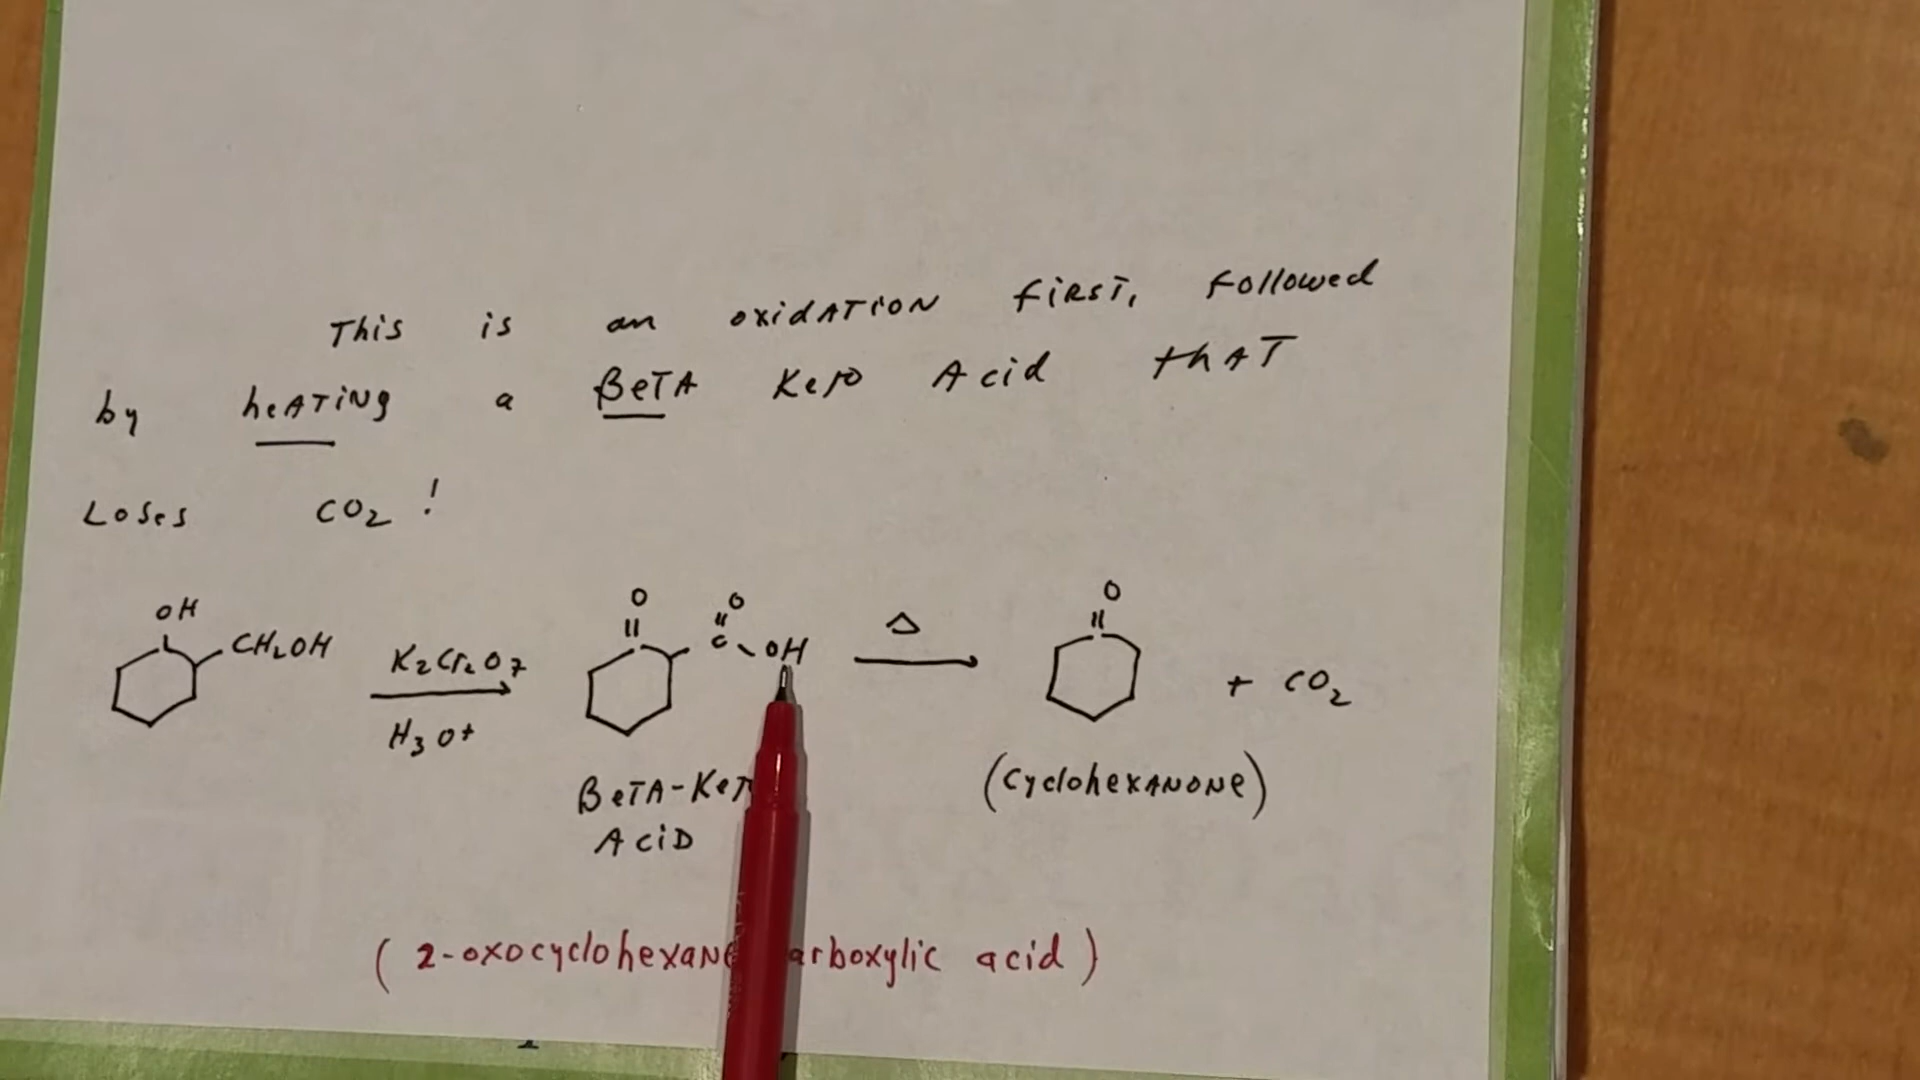 This is an oxidATiON fiRST, followed
by heATiNg a BeTA Keto Acid thAT
Loses CO2 !
OH
CH2OH
K2Cr2O7
H3O+
O
O
C
OH
Δ
O
+ CO2
BeTA-KeT
AciD
(cyclohexANONe)
( 2-oxocyclohexane arboxylic acid )